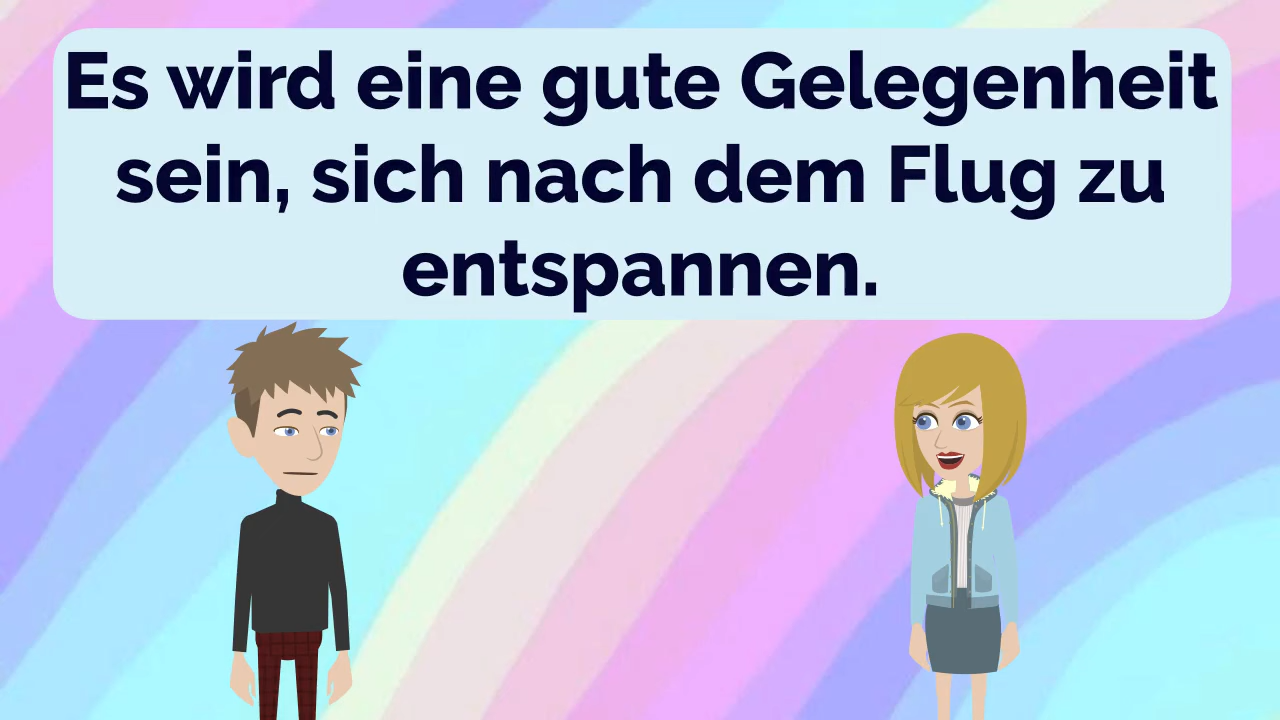 Es wird eine gute Gelegenheit
sein, sich nach dem Flug zu
entspannen.